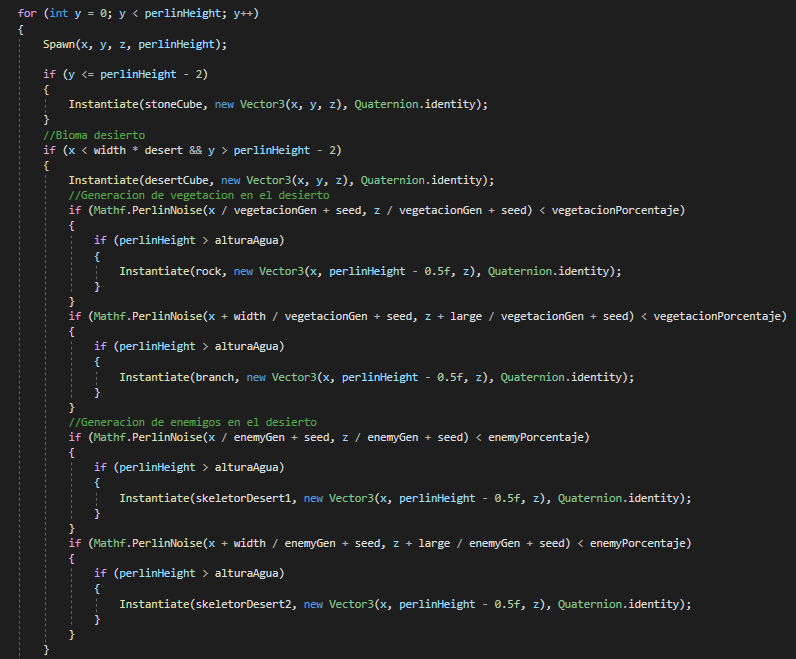 for (int y = 0; y < perlinHeight; y++)
{
Spawn(x, y, z, perlinHeight);
if (y <= perlinHeight - 2)
{
Instantiate(stoneCube, new Vector3(x, y, z), Quaternion.identity);
}
//Bioma desierto
if (x < width * desert && y > perlinHeight - 2)
{
Instantiate(desertCube, new Vector3(x, y, z), Quaternion.identity);
//Generacion de vegetacion en el desierto
if (Mathf.PerlinNoise(x / vegetacionGen + seed, z / vegetacionGen + seed) < vegetacionPorcentaje)
{
if (perlinHeight > alturaAgua)
{
Instantiate(rock, new Vector3(x, perlinHeight - 0.5f, z), Quaternion.identity);
}
}
if (Mathf.PerlinNoise(x + width / vegetacionGen + seed, z + large / vegetacionGen + seed) < vegetacionPorcentaje)
{
if (perlinHeight > alturaAgua)
{
Instantiate(branch, new Vector3(x, perlinHeight - 0.5f, z), Quaternion.identity);
}
}
//Generacion de enemigos en el desierto
if (Mathf.PerlinNoise(x / enemyGen + seed, z / enemyGen + seed) < enemyPorcentaje)
{
if (perlinHeight > alturaAgua)
{
Instantiate(skeletorDesert1, new Vector3(x, perlinHeight - 0.5f, z), Quaternion.identity);
}
}
if (Mathf.PerlinNoise(x + width / enemyGen + seed, z + large / enemyGen + seed) < enemyPorcentaje)
{
if (perlinHeight > alturaAgua)
{
Instantiate(skeletorDesert2, new Vector3(x, perlinHeight - 0.5f, z), Quaternion.identity);
}
}
}